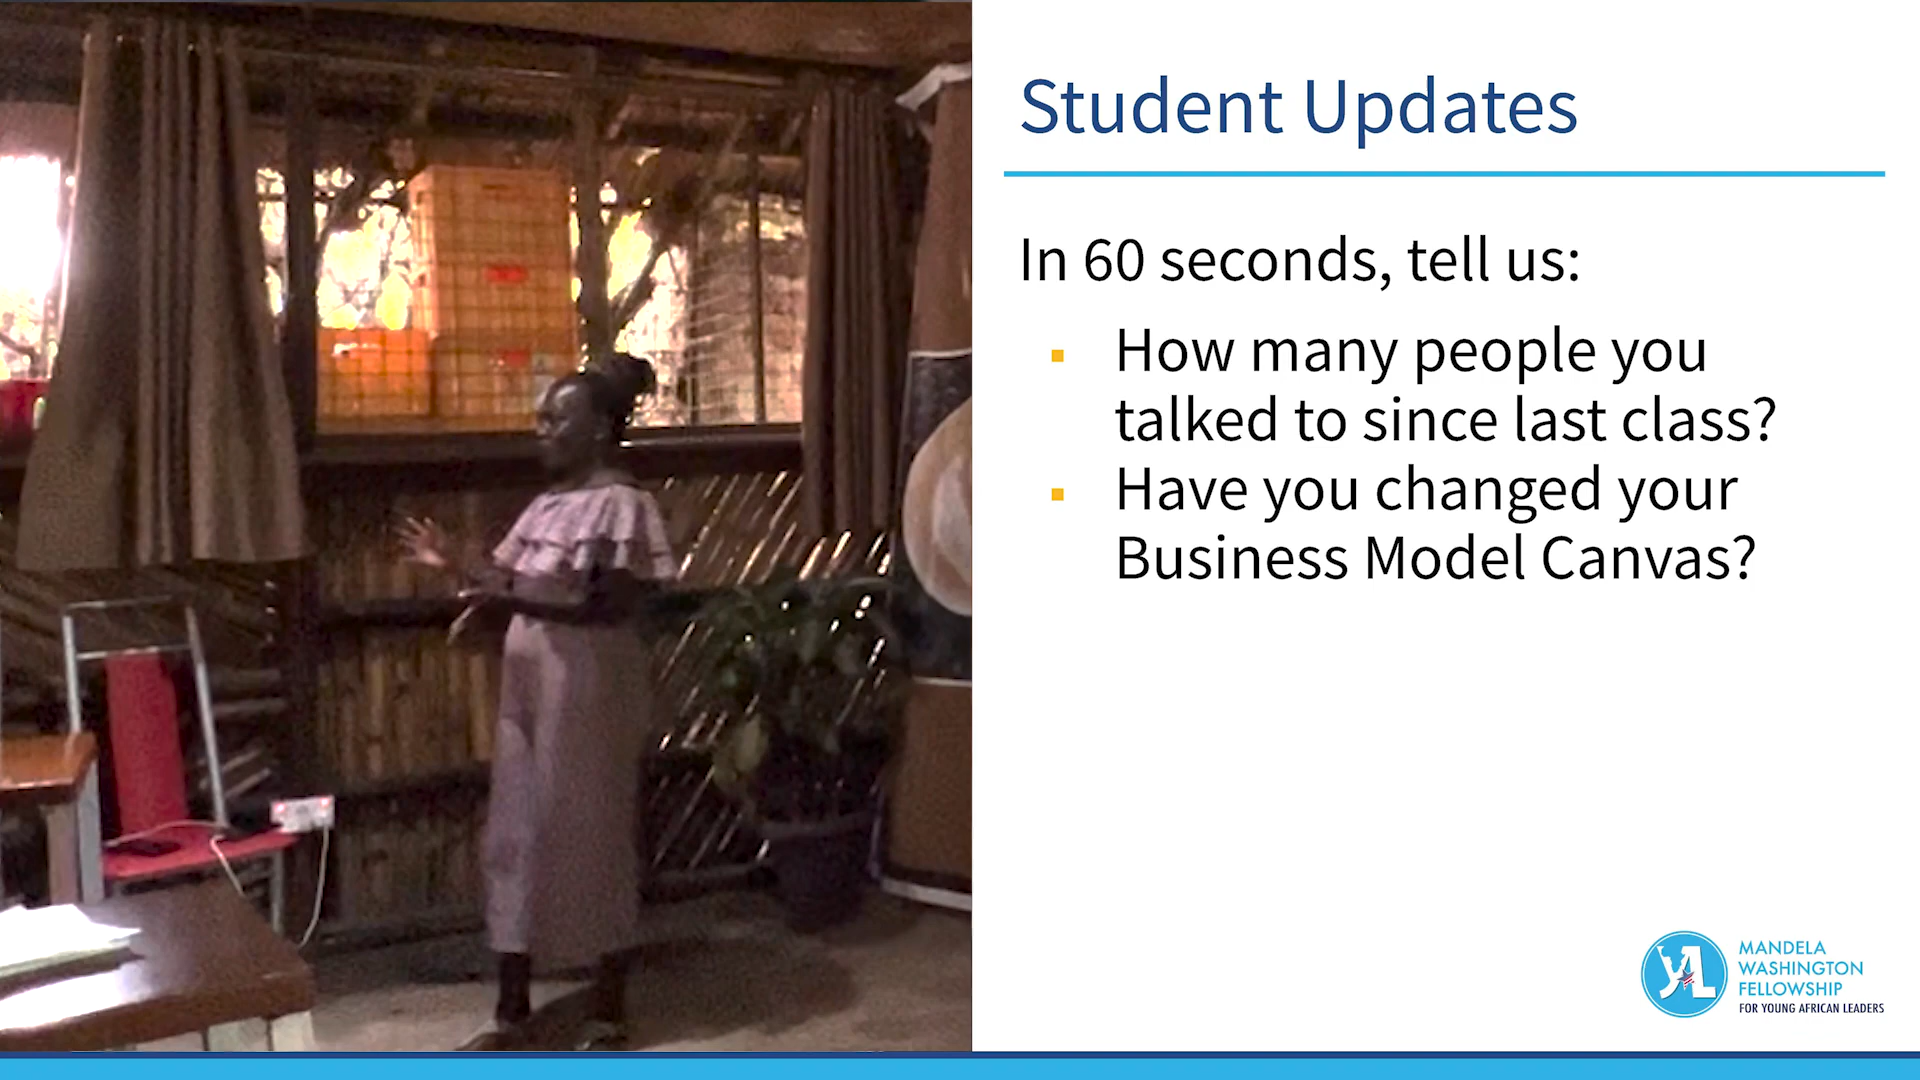 Student Updates
In 60 seconds, tell us:
▪ How many people you
talked to since last class?
▪ Have you changed your
Business Model Canvas?
YAL
MANDELA
WASHINGTON
FELLOWSHIP
FOR YOUNG AFRICAN LEADERS